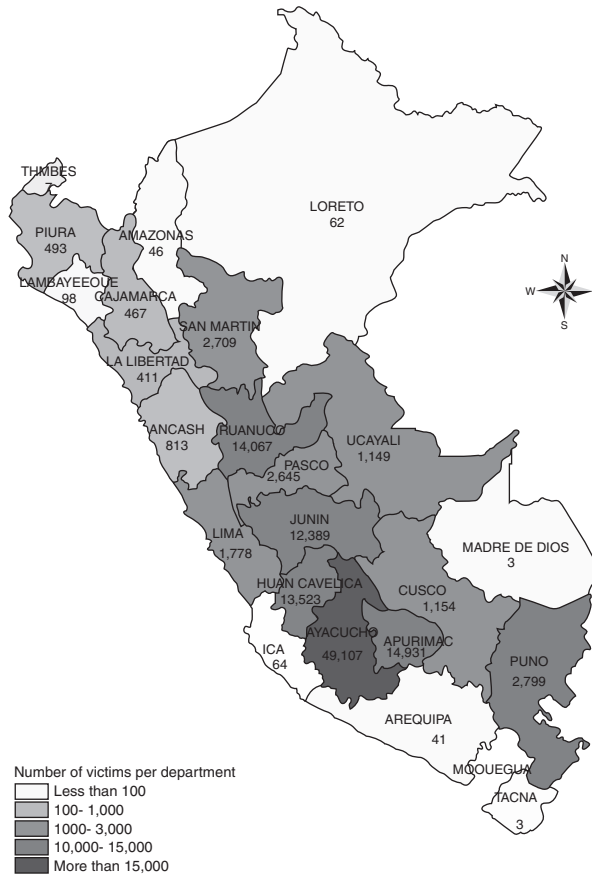 THMBES
7
LORETO
62
PIURA
493
AMAZONAS
46
LAMBAYEEOUE
98
CAJAMARCA
467
N
W
E
S
SAN MARTIN
2,709
LA LIBERTAD
411
ANCASH
813
RUANUCO
14,067
UCAYALI
1,149
PASCO
2,645
JUNIN
12,389
LIMA
1,778
MADRE DE DIOS
3
HUAN CAVELICA
13,523
CUSCO
1,154
AYACUCHO
49,107
APURIMAC
14,931
ICA
64
PUNO
2,799
AREQUIPA
41
MOOUEGUA
TACNA
3
Number of victims per department
Less than 100
100- 1,000
1000- 3,000
10,000- 15,000
More than 15,000